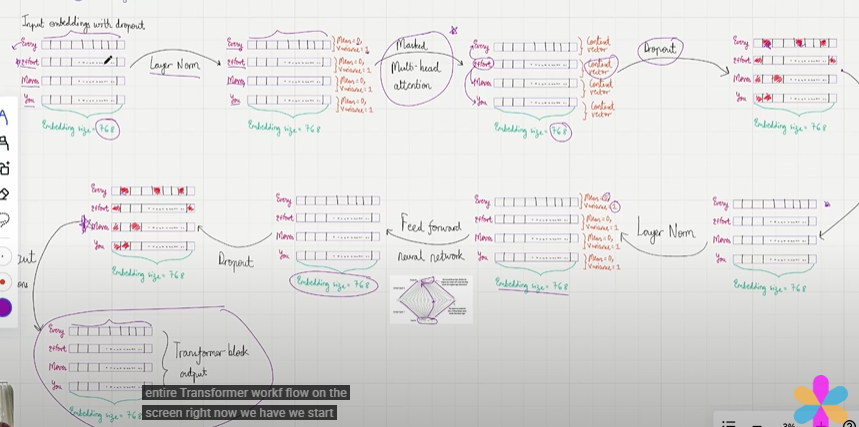 Input embeddings with dropout
Every
effort
Moves
You
Embedding size = 768
Layer Norm
Every
effort
Moves
You
Mean = 0,
Variance = 1
Mean = 0,
Variance = 1
Mean = 0,
Variance = 1
Mean = 0,
Variance = 1
Embedding size = 768
Masked
Multi-head
attention
Every
effort
Moves
You
Context
vector
Context
vector
Context
vector
Context
vector
Embedding size = 768
Dropout
Every
effort
Moves
You
Embedding size = 768
Every
effort
Moves
You
Embedding size = 768
Dropout
Embedding size = 768
Feed forward
neural network
Every
effort
Moves
You
Mean = 0,
Variance = 1
Mean = 0,
Variance = 1
Mean = 0,
Variance = 1
Mean = 0,
Variance = 1
Embedding size = 768
Layer Norm
Every
effort
Moves
You
Embedding size = 768
Every
effort
Moves
You
Transformer block
output
Embedding size = 768
entire Transformer workf flow on the
screen right now we have we start
3%